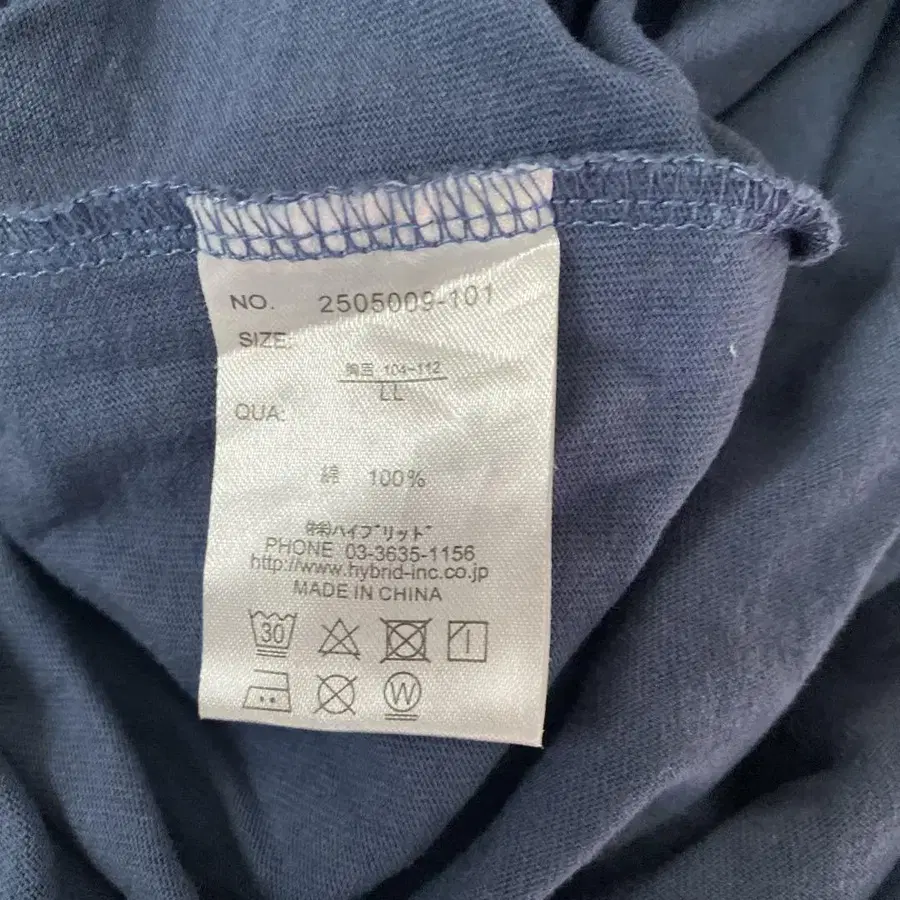 NO. 2505009-101
SIZE:
胸囲 104~112
LL
QUA:
綿 100%
㈱ハイブリッド
PHONE 03-3635-1156
http://www.hybrid-inc.co.jp
MADE IN CHINA
30
W